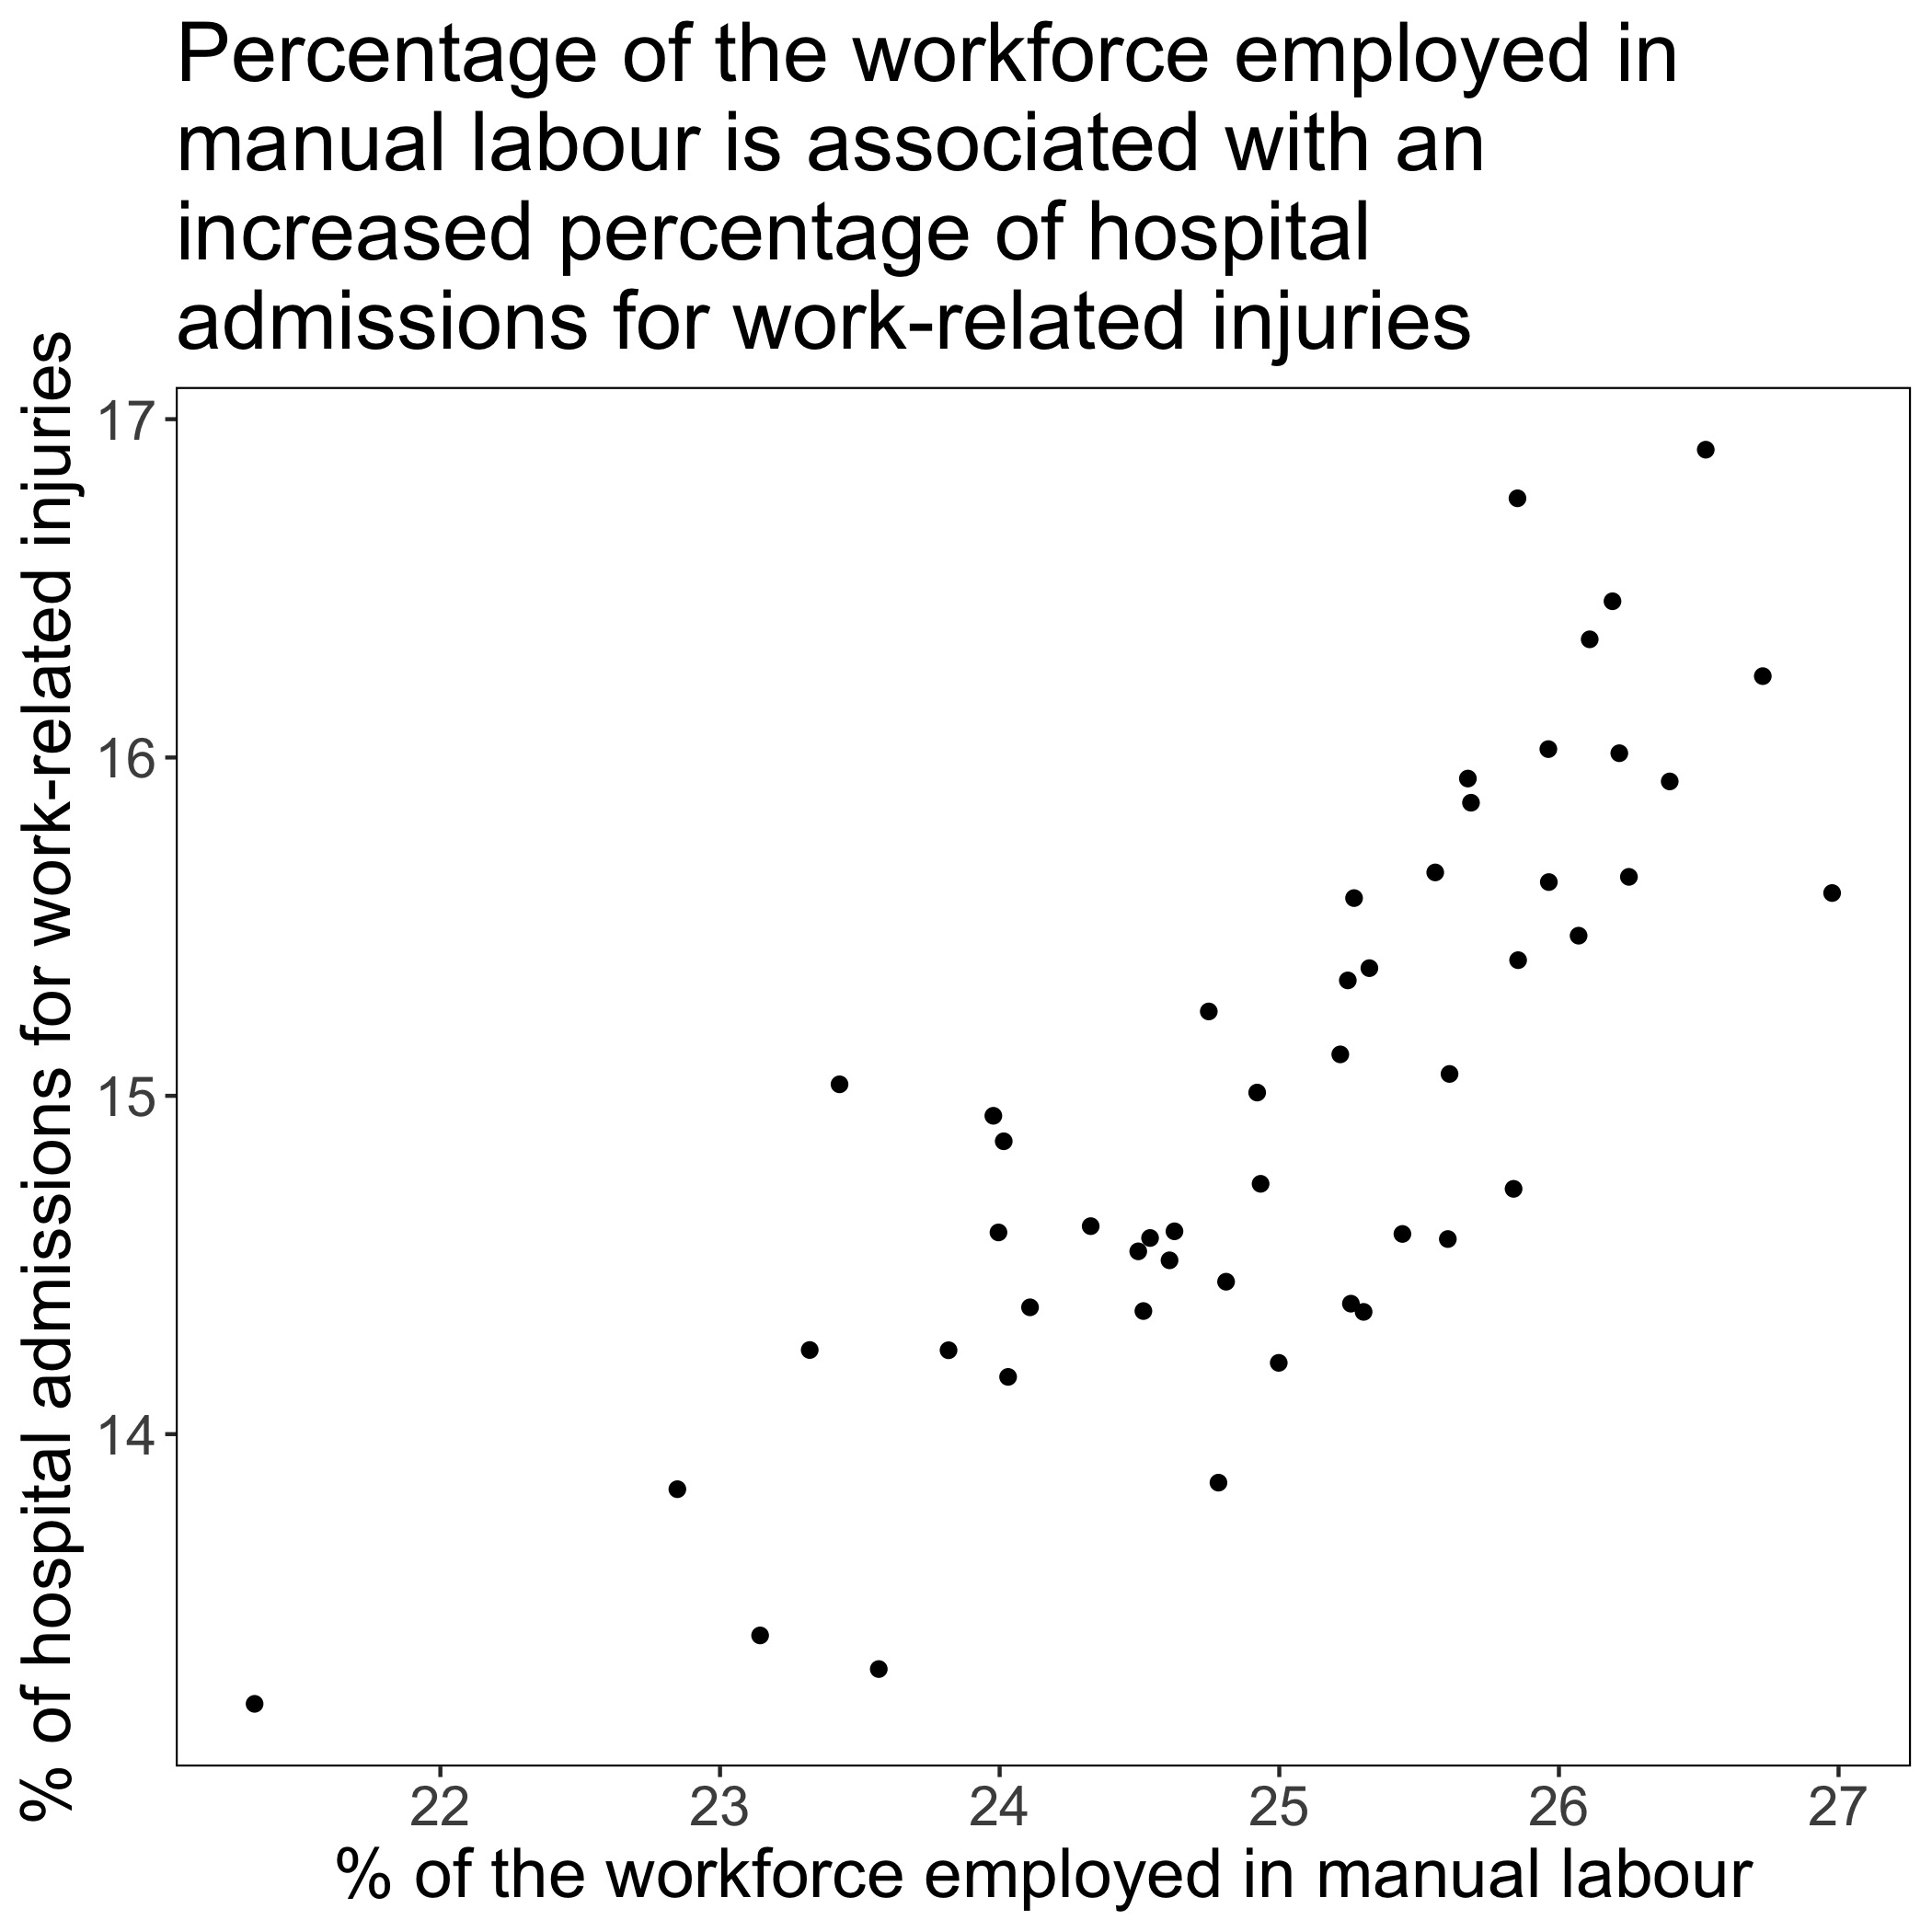 Percentage of the workforce employed in
manual labour is associated with an
increased percentage of hospital
admissions for work-related injuries
% of hospital admissions for work-related injuries
17
16
15
14
22 23 24 25 26 27
% of the workforce employed in manual labour